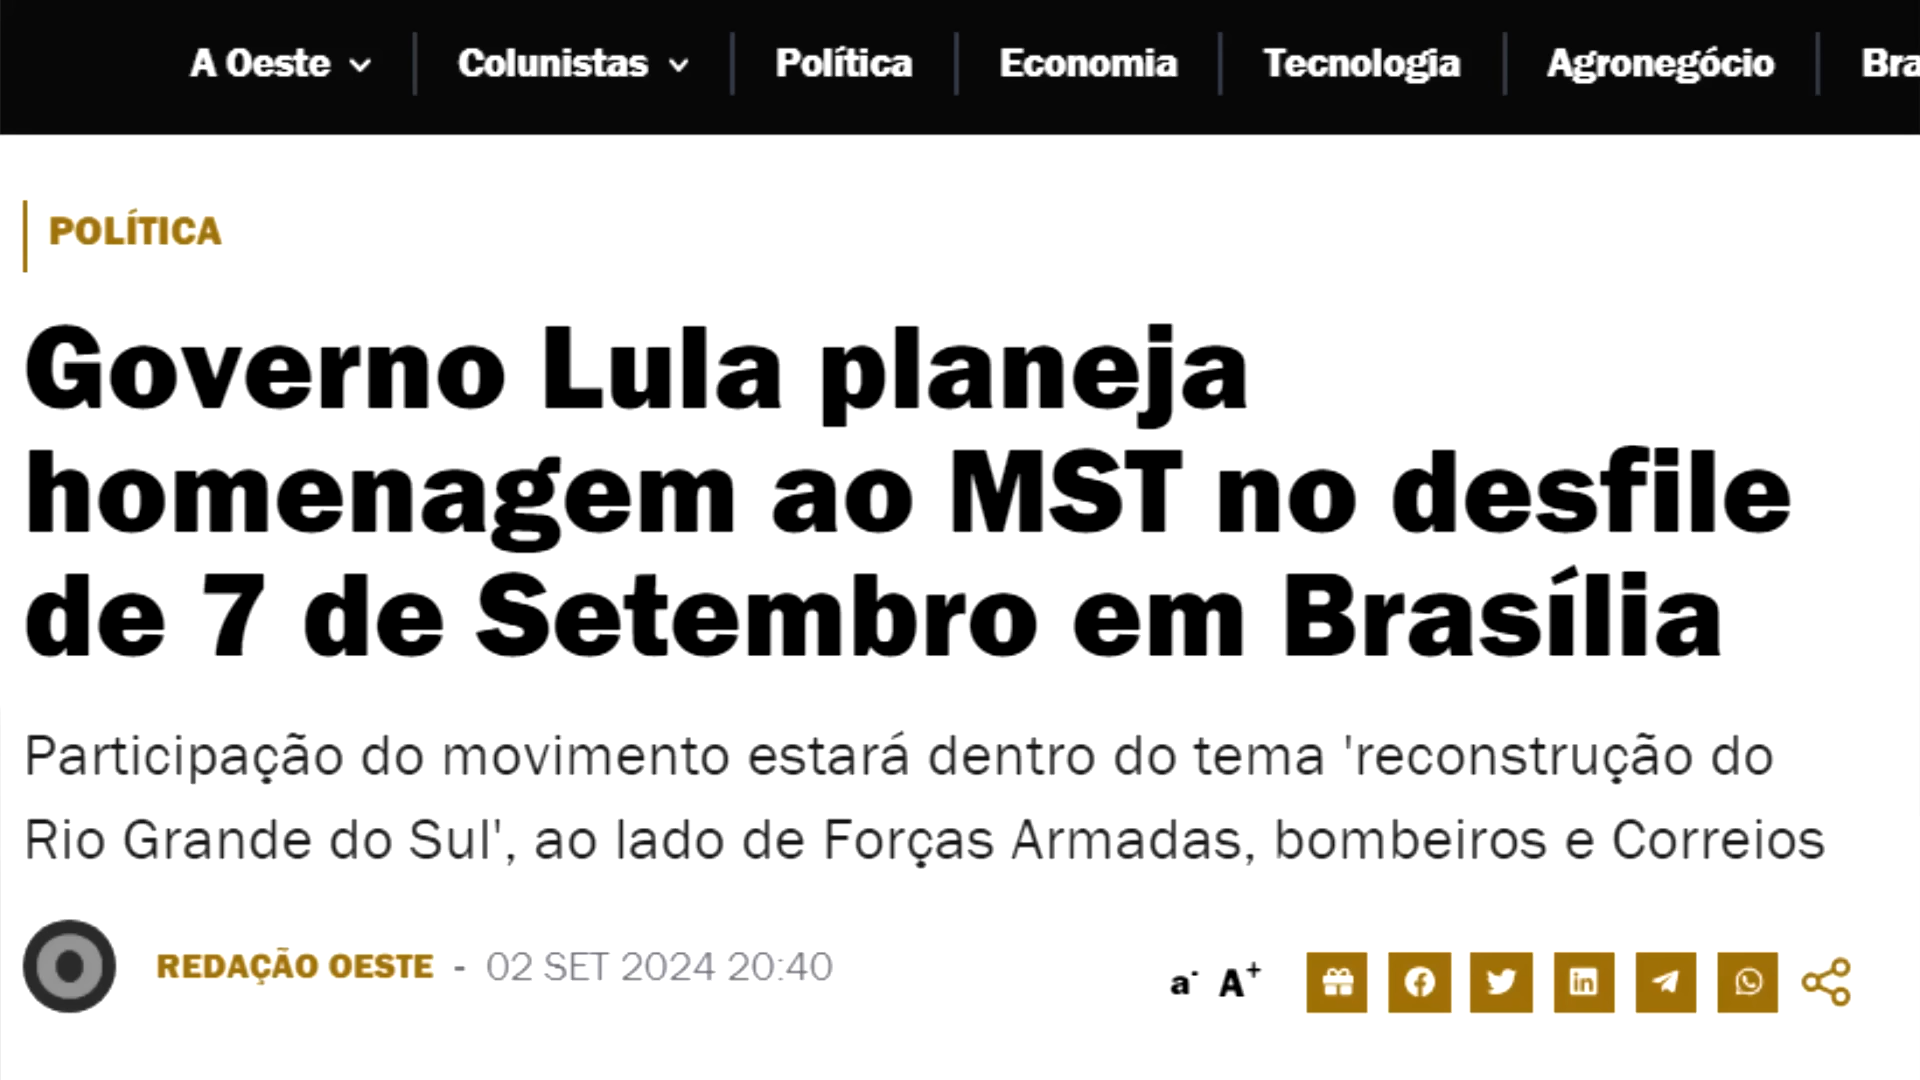 A Oeste
Colunistas
Política
Economia
Tecnologia
Agronegócio
Bra
POLÍTICA
Governo Lula planeja
homenagem ao MST no desfile
de 7 de Setembro em Brasília
Participação do movimento estará dentro do tema 'reconstrução do
Rio Grande do Sul', ao lado de Forças Armadas, bombeiros e Correios
REDAÇÃO OESTE - 02 SET 2024 20:40
a- A+